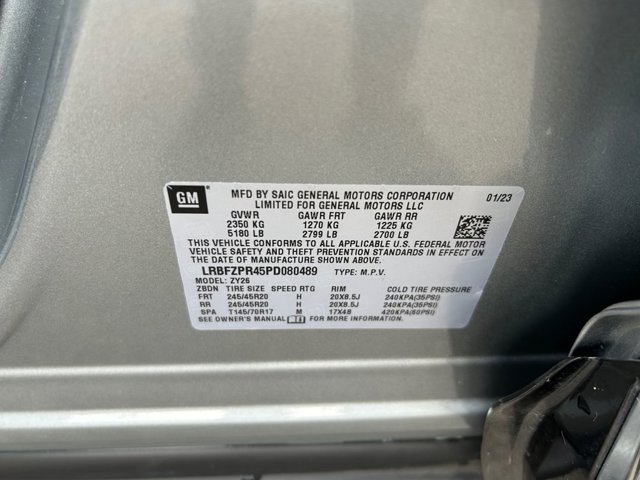 GM
MFD BY SAIC GENERAL MOTORS CORPORATION 01/23
LIMITED FOR GENERAL MOTORS LLC
GVWR GAWR FRT GAWR RR
2350 KG 1270 KG 1225 KG
5180 LB 2799 LB 2700 LB
THIS VEHICLE CONFORMS TO ALL APPLICABLE U.S. FEDERAL MOTOR
VEHICLE SAFETY AND THEFT PREVENTION STANDARDS IN EFFECT ON
THE DATE OF MANUFACTURE SHOWN ABOVE.
LRBFZPR45PD080489 TYPE: M.P.V.
MODEL: ZY26
ZBDN TIRE SIZE SPEED RTG RIM COLD TIRE PRESSURE
FRT 245/45R20 H 20X8.5J 240KPA(35PSI)
RR 245/45R20 H 20X8.5J 240KPA(35PSI)
SPA T145/70R17 M 17X4B 420KPA(60PSI)
SEE OWNER'S MANUAL FOR MORE INFORMATION.